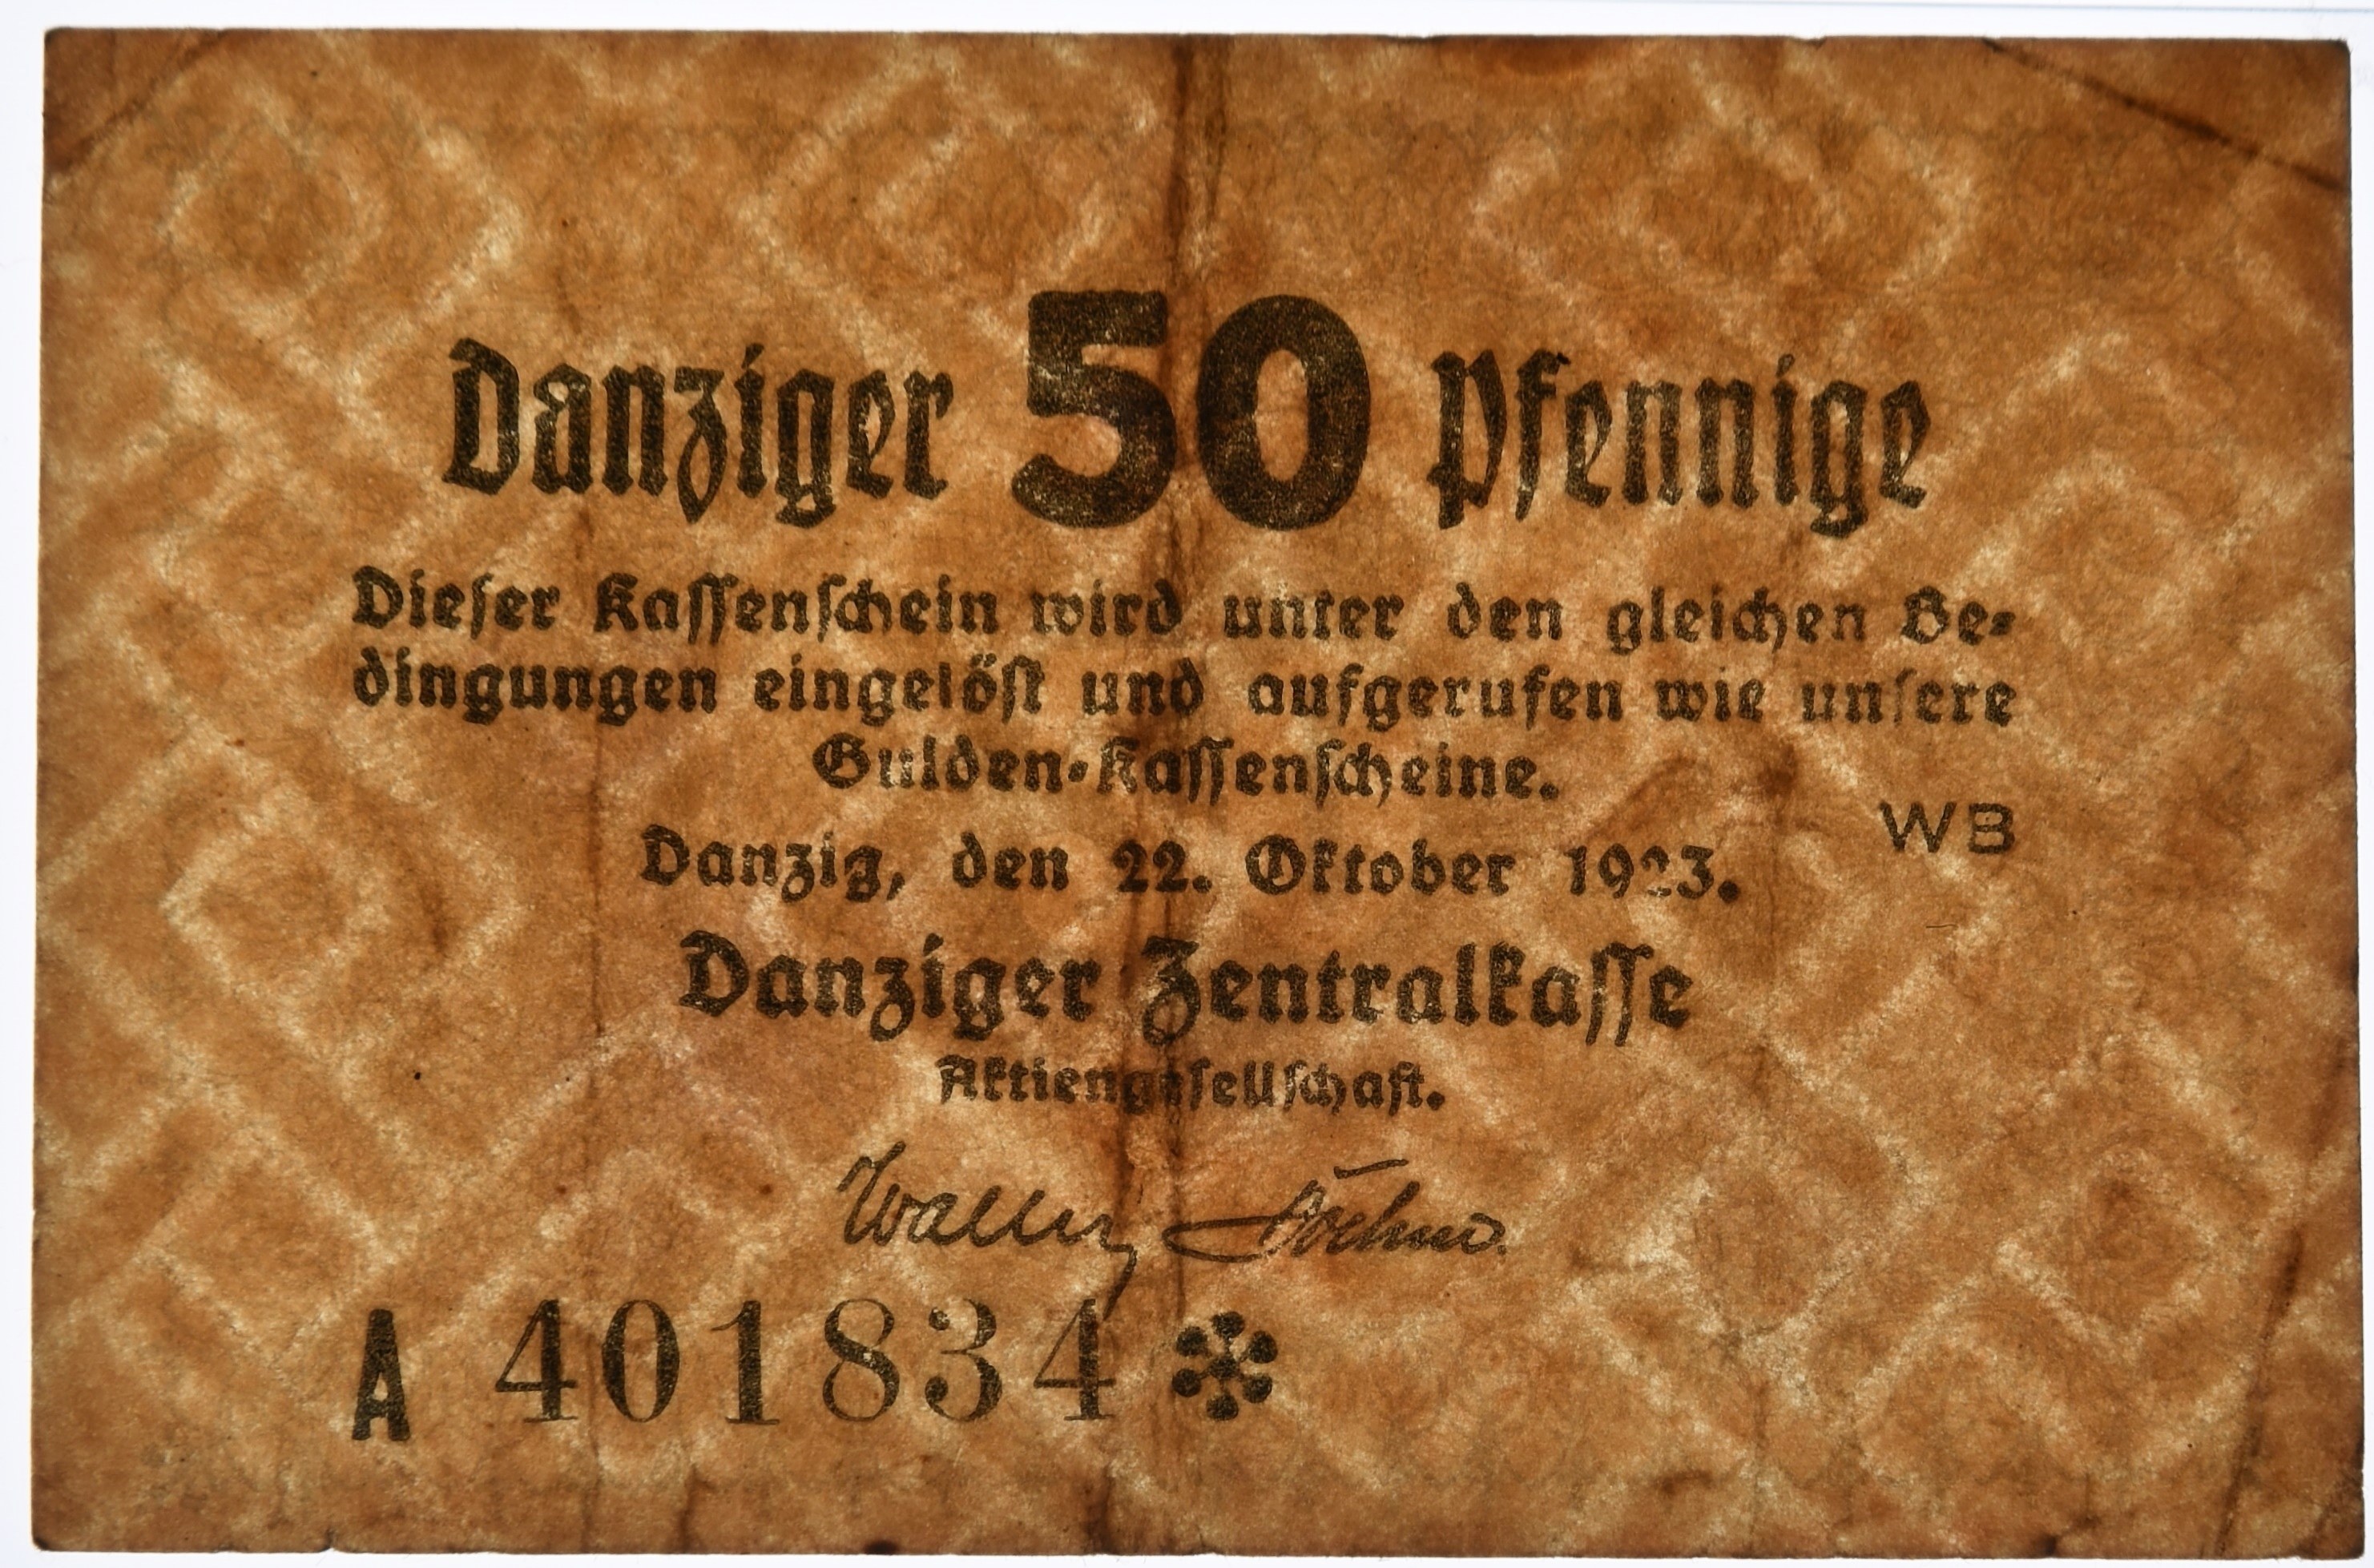 Danziger 50 Pfennige
Dieser Kassenschein wird unter den gleichen Be-
dingungen eingelöst und aufgerufen wie unsere
Gulden-Kassenscheine.
WB
Danzig, den 22. Oktober 1923.
Danziger Zentralkasse
Aktiengesellschaft.
A 401834